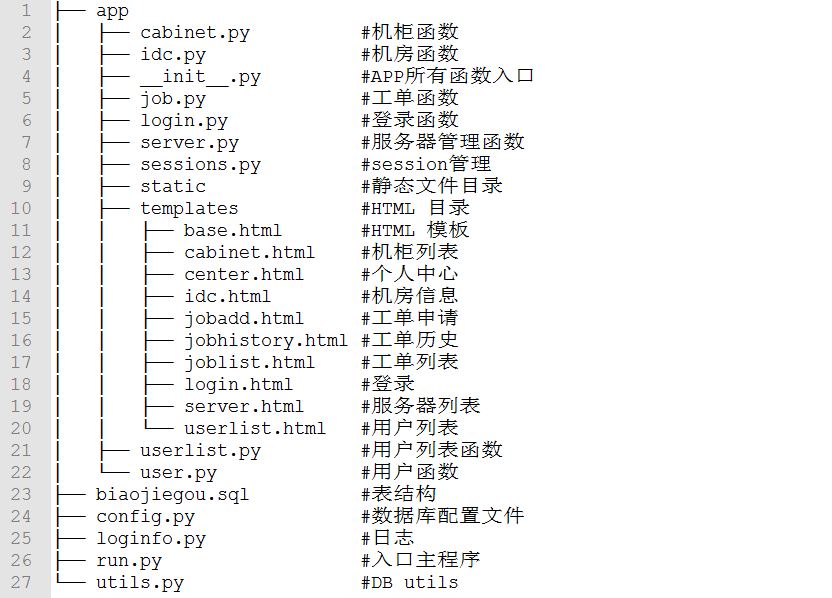 1 ├── app
2 │   ├── cabinet.py          #机柜函数
3 │   ├── idc.py              #机房函数
4 │   ├── __init__.py         #APP所有函数入口
5 │   ├── job.py              #工单函数
6 │   ├── login.py            #登录函数
7 │   ├── server.py           #服务器管理函数
8 │   ├── sessions.py         #session管理
9 │   ├── static              #静态文件目录
10 │   ├── templates           #HTML 目录
11 │   │   ├── base.html       #HTML 模板
12 │   │   ├── cabinet.html    #机柜列表
13 │   │   ├── center.html     #个人中心
14 │   │   ├── idc.html        #机房信息
15 │   │   ├── jobadd.html     #工单申请
16 │   │   ├── jobhistory.html #工单历史
17 │   │   ├── joblist.html    #工单列表
18 │   │   ├── login.html      #登录
19 │   │   ├── server.html     #服务器列表
20 │   │   └── userlist.html   #用户列表
21 │   ├── userlist.py         #用户列表函数
22 │   └── user.py             #用户函数
23 ├── biaojiegou.sql          #表结构
24 ├── config.py               #数据库配置文件
25 ├── loginfo.py              #日志
26 ├── run.py                  #入口主程序
27 └── utils.py                #DB utils